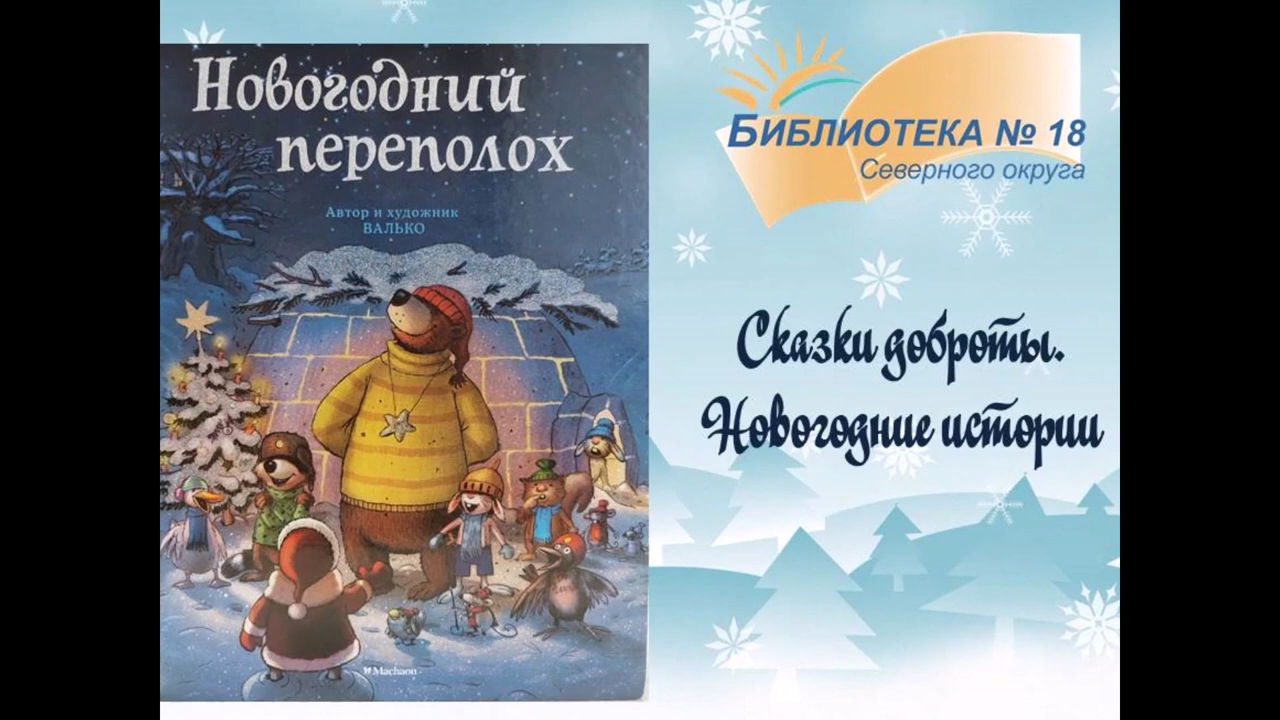 Новогодний
переполох
Автор и художник
ВАЛЬКО
Machaon
БИБЛИОТЕКА № 18
Северного округа
Сказки доброты.
Новогодние истории